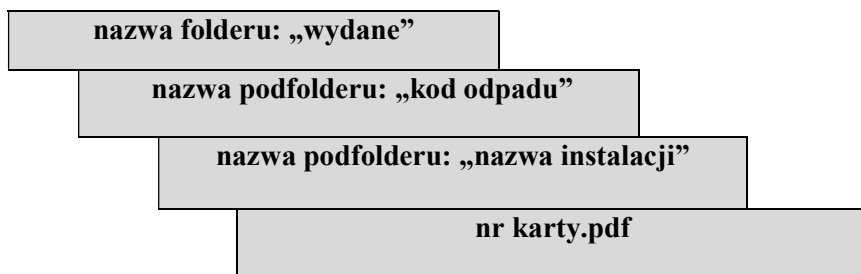 nazwa folderu: „wydane”
nazwa podfolderu: „kod odpadu”
nazwa podfolderu: „nazwa instalacji”
nr karty.pdf